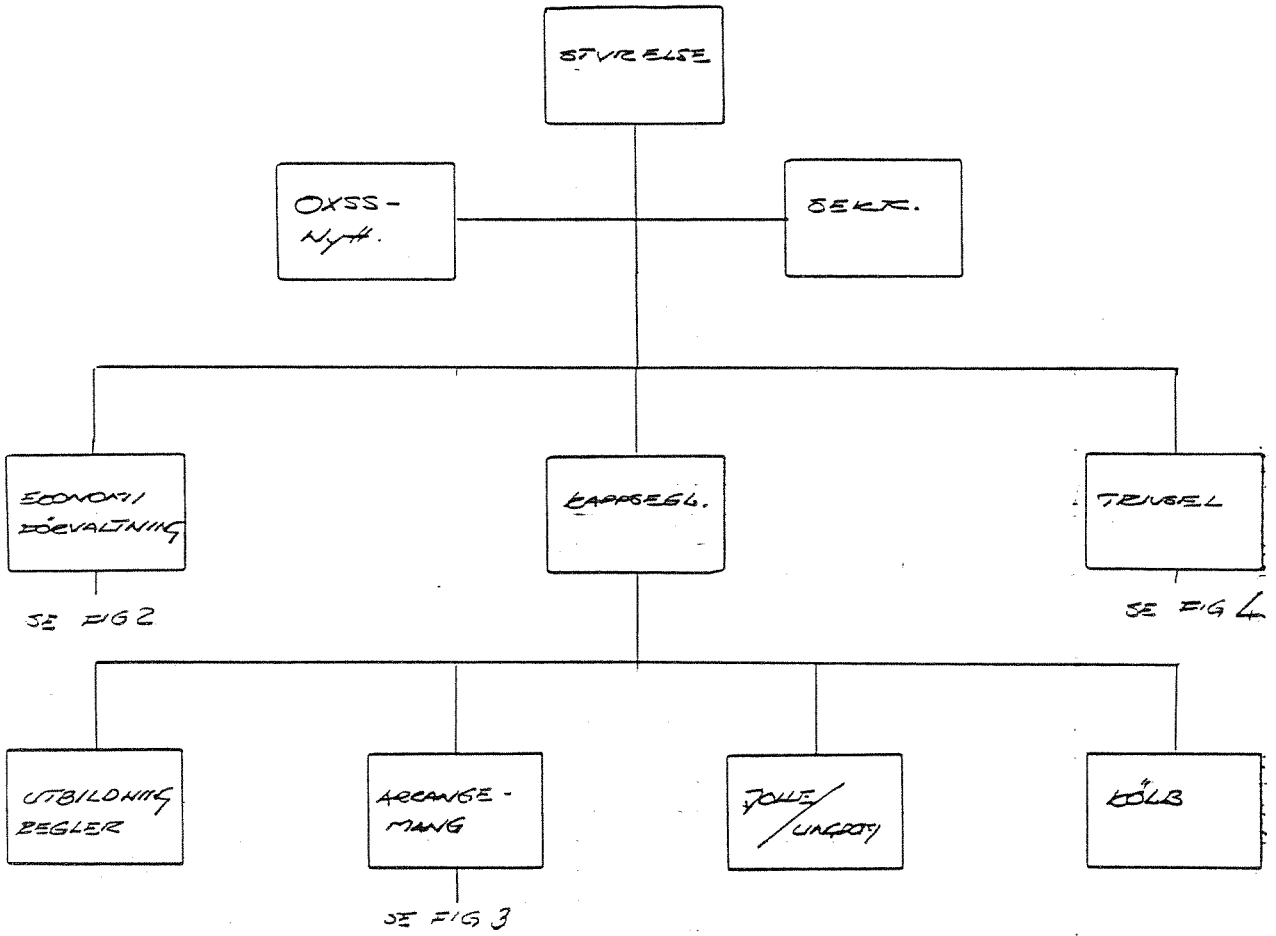 STYRELSE
OXSS-
Nytt.
SEKR.
EKONOMI/
FÖRVALTNING
KAPPSEGL.
TRIVSEL
SE FIG 2
SE FIG 4
UTBILDNING
REGLER
ARRANGE-
MANG
JOLLE/
UNGDOM
KÖLB
SE FIG 3